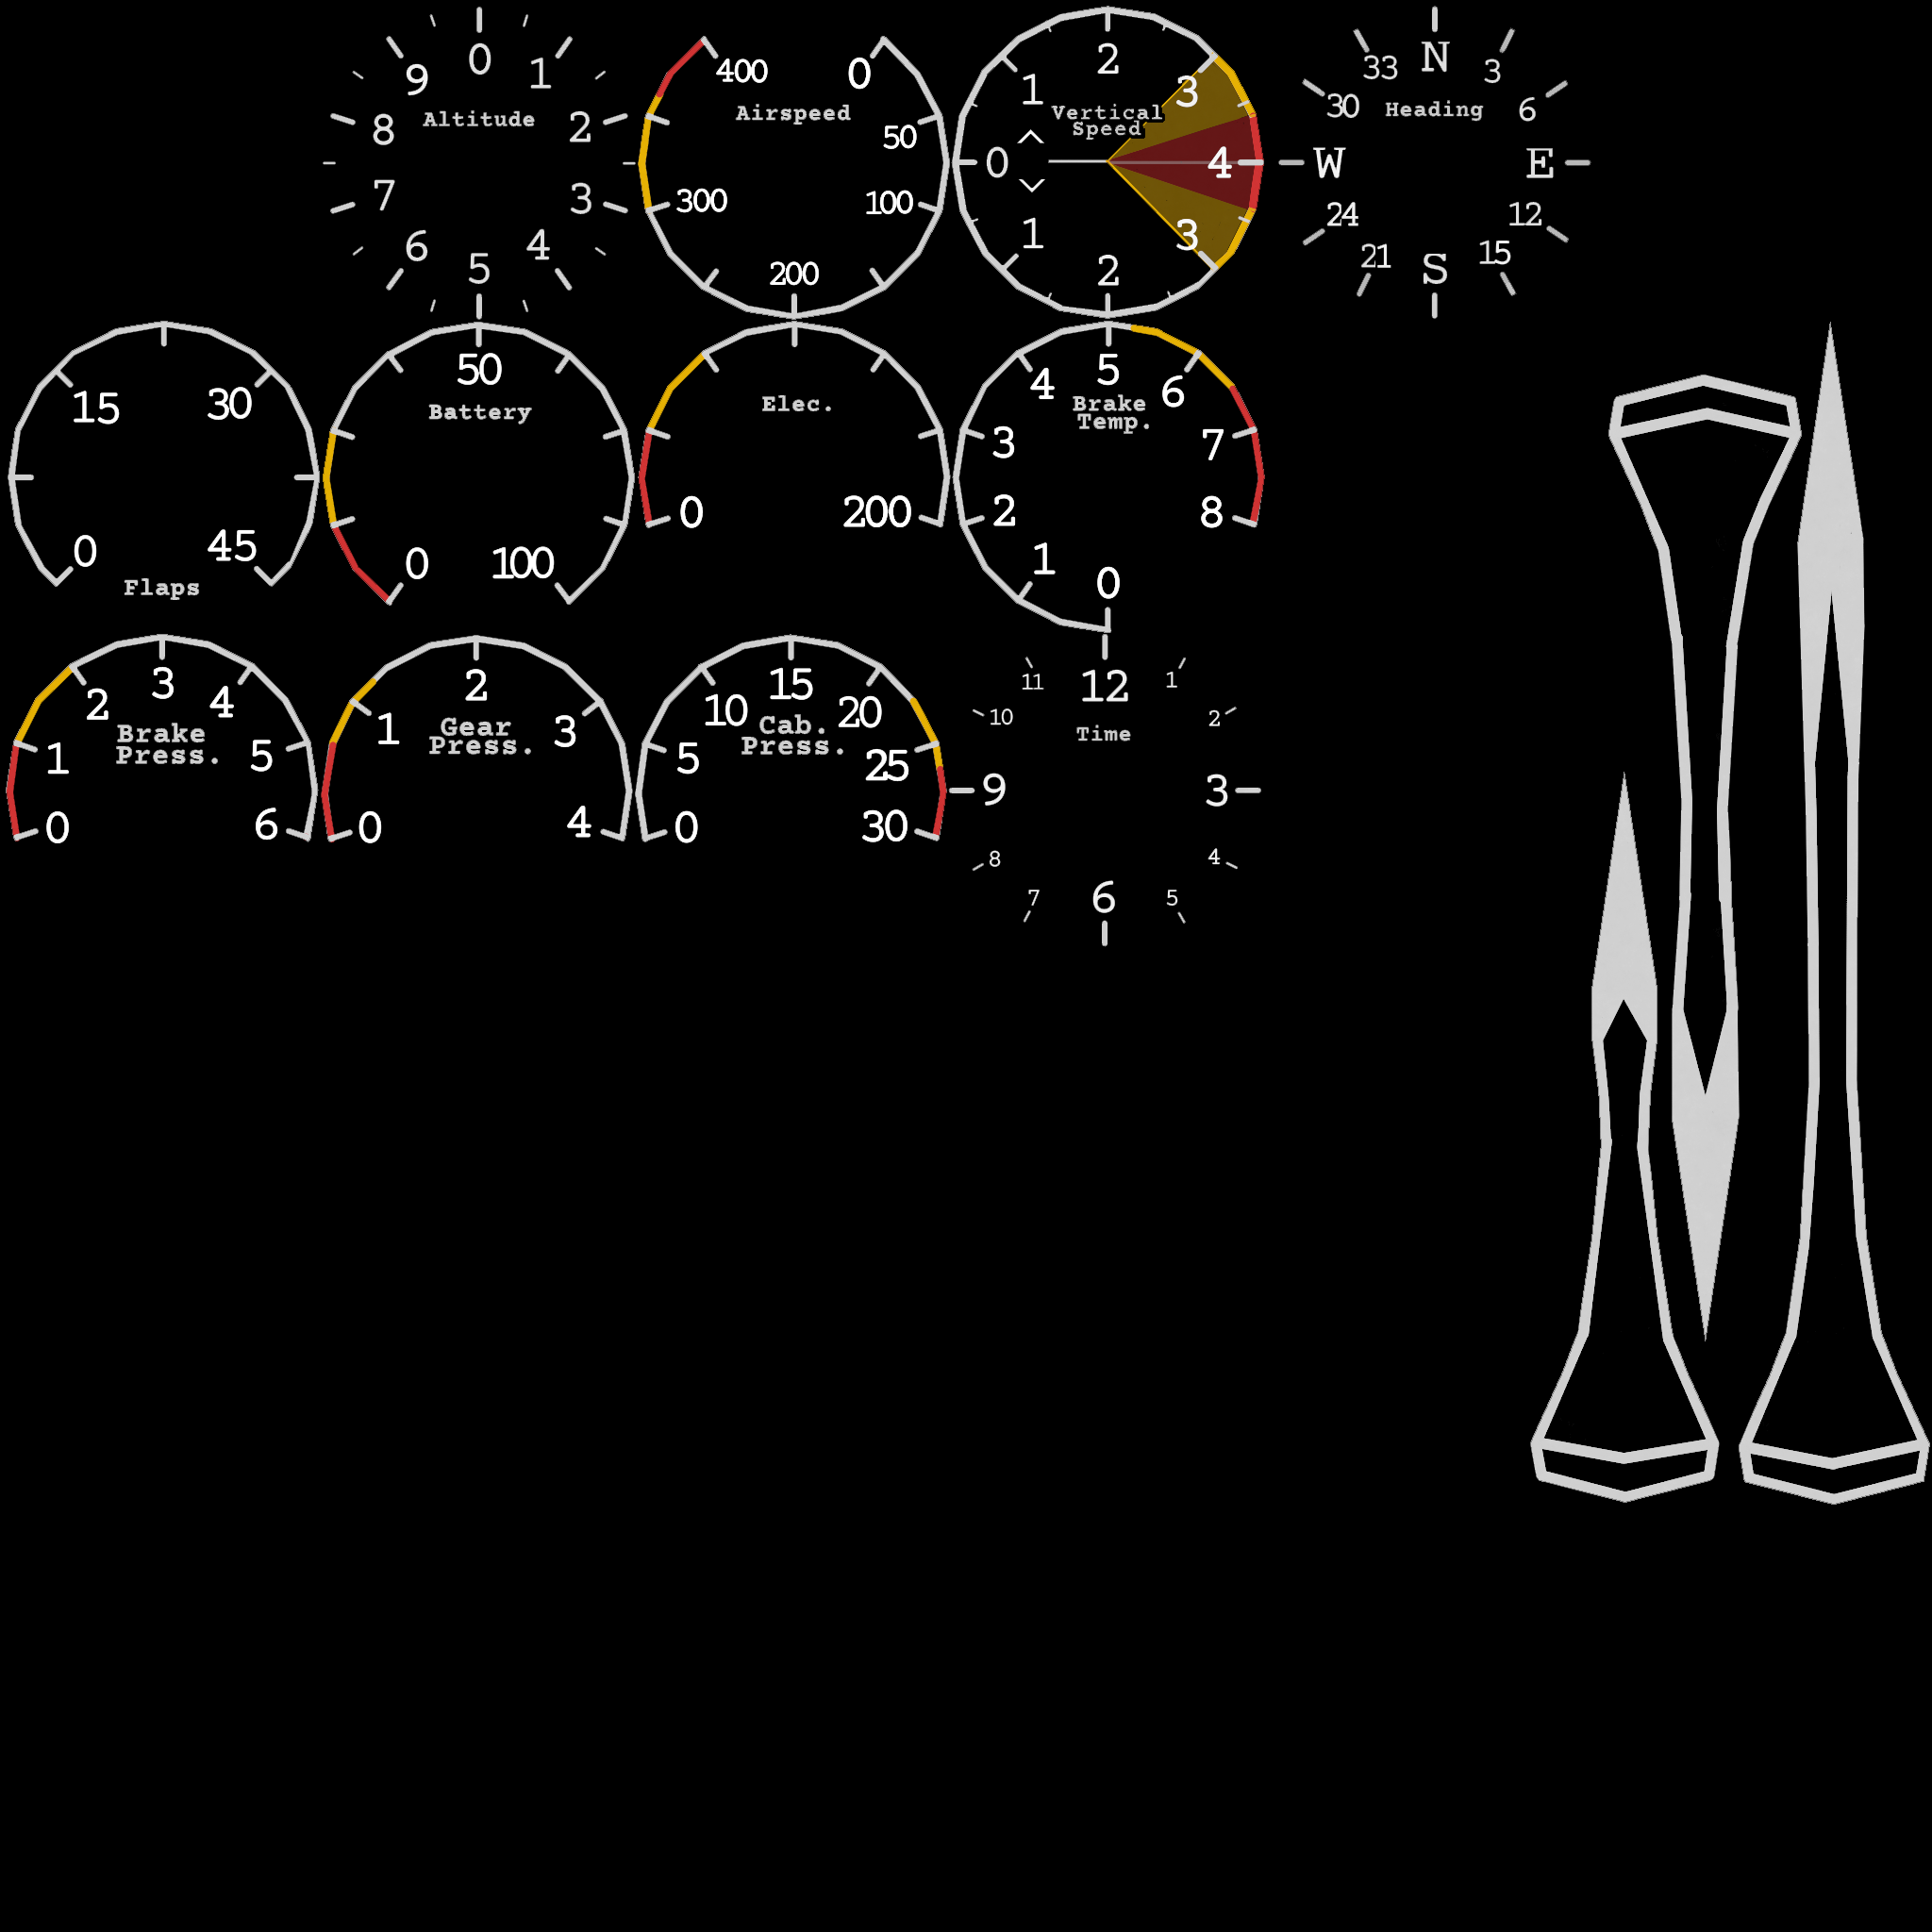 0
9 1
Altitude
8 2
7 3
6 4
5
400 0
Airspeed
50
300 100
200
2
1 3
Vertical
Speed
0 4
1 3
2
N
33 3
30 Heading 6
W E
24 12
21 15
S
15 30
0 45
Flaps
50
Battery
0 100
Elec.
0 200
5
4 6
Brake
Temp.
3 7
2 8
1
0
3
2 4
Brake
Press.
1 5
0 6
2
Gear
Press.
1 3
0 4
15
10 20
Cab.
Press.
5 25
0 30
12
11 1
10 2
Time
9 3
8 4
7 5
6